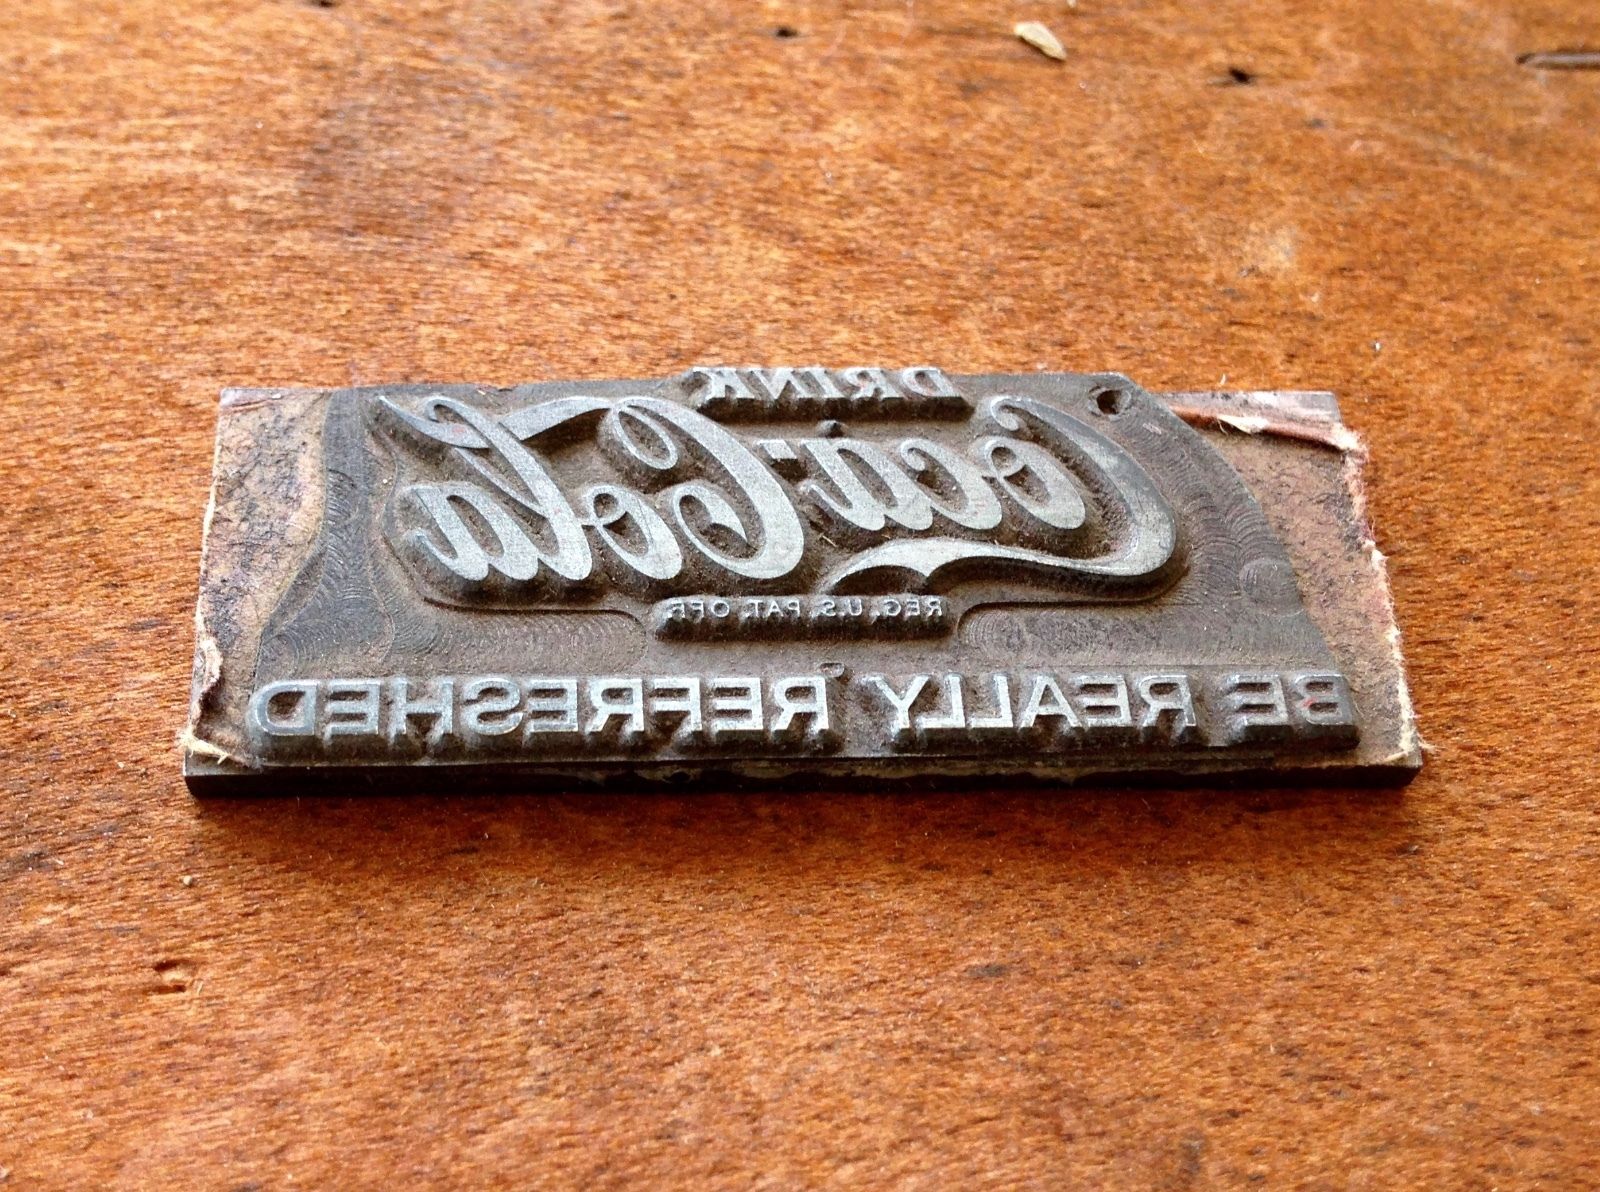 DRINK
Coca-Cola
REG. U.S. PAT. OFF.
BE REALLY REFRESHED